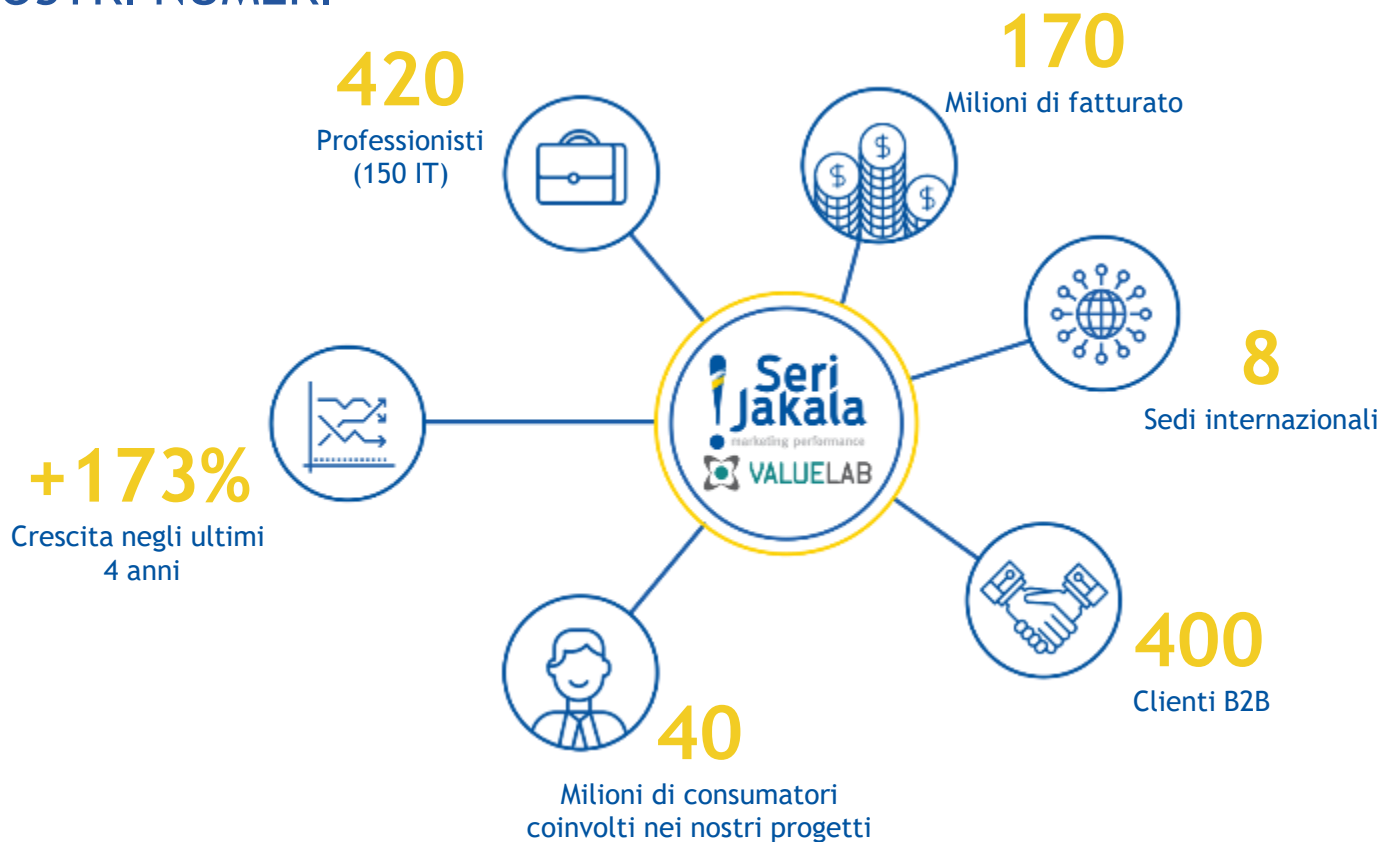 420
Professionisti
(150 IT)
170
Milioni di fatturato
8
Sedi internazionali
Seri
Jakala
marketing performance
VALUELAB
+173%
Crescita negli ultimi
4 anni
400
Clienti B2B
40
Milioni di consumatori
coinvolti nei nostri progetti